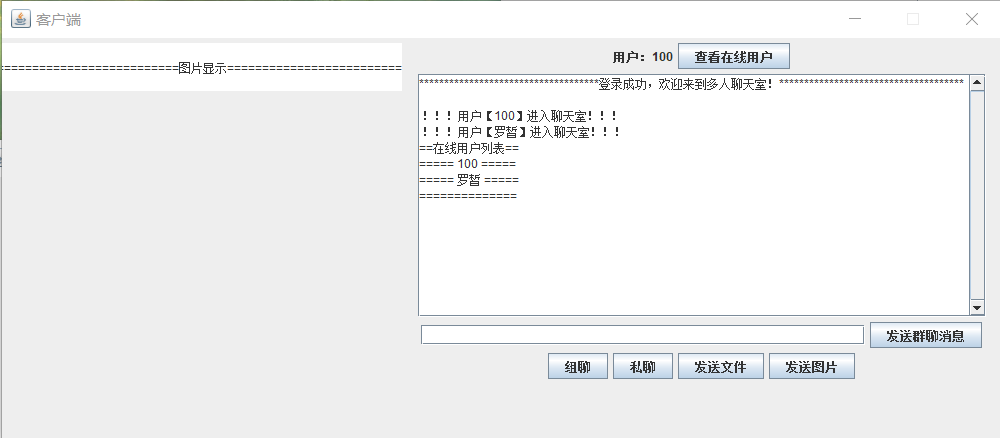 客户端
=========================图片显示=========================
用户：100 查看在线用户
************************************登录成功，欢迎来到多人聊天室！*************************************
！！！用户【100】进入聊天室！！！
！！！用户【罗皙】进入聊天室！！！
==在线用户列表==
===== 100 =====
===== 罗皙 =====
==============
发送群聊消息
组聊 私聊 发送文件 发送图片